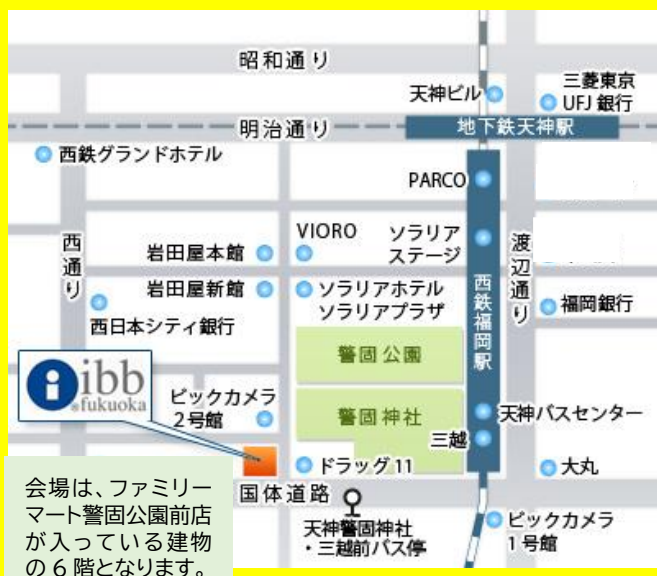 昭和通り
天神ビル
三菱東京
UFJ 銀行
明治通り
地下鉄天神駅
西鉄グランドホテル
PARCO
西通り
VIORO
ソラリア
ステージ
渡辺通り
岩田屋本館
岩田屋新館
ソラリアホテル
ソラリアプラザ
西鉄福岡駅
福岡銀行
西日本シティ銀行
警固公園
ibb
fukuoka
ビックカメラ
2号館
警固神社
天神バスセンター
三越
ドラッグ11
大丸
国体道路
天神警固神社
・三越前バス停
ビックカメラ
1号館
会場は、ファミリー
マート警固公園前店
が入っている建物
の6階となります。